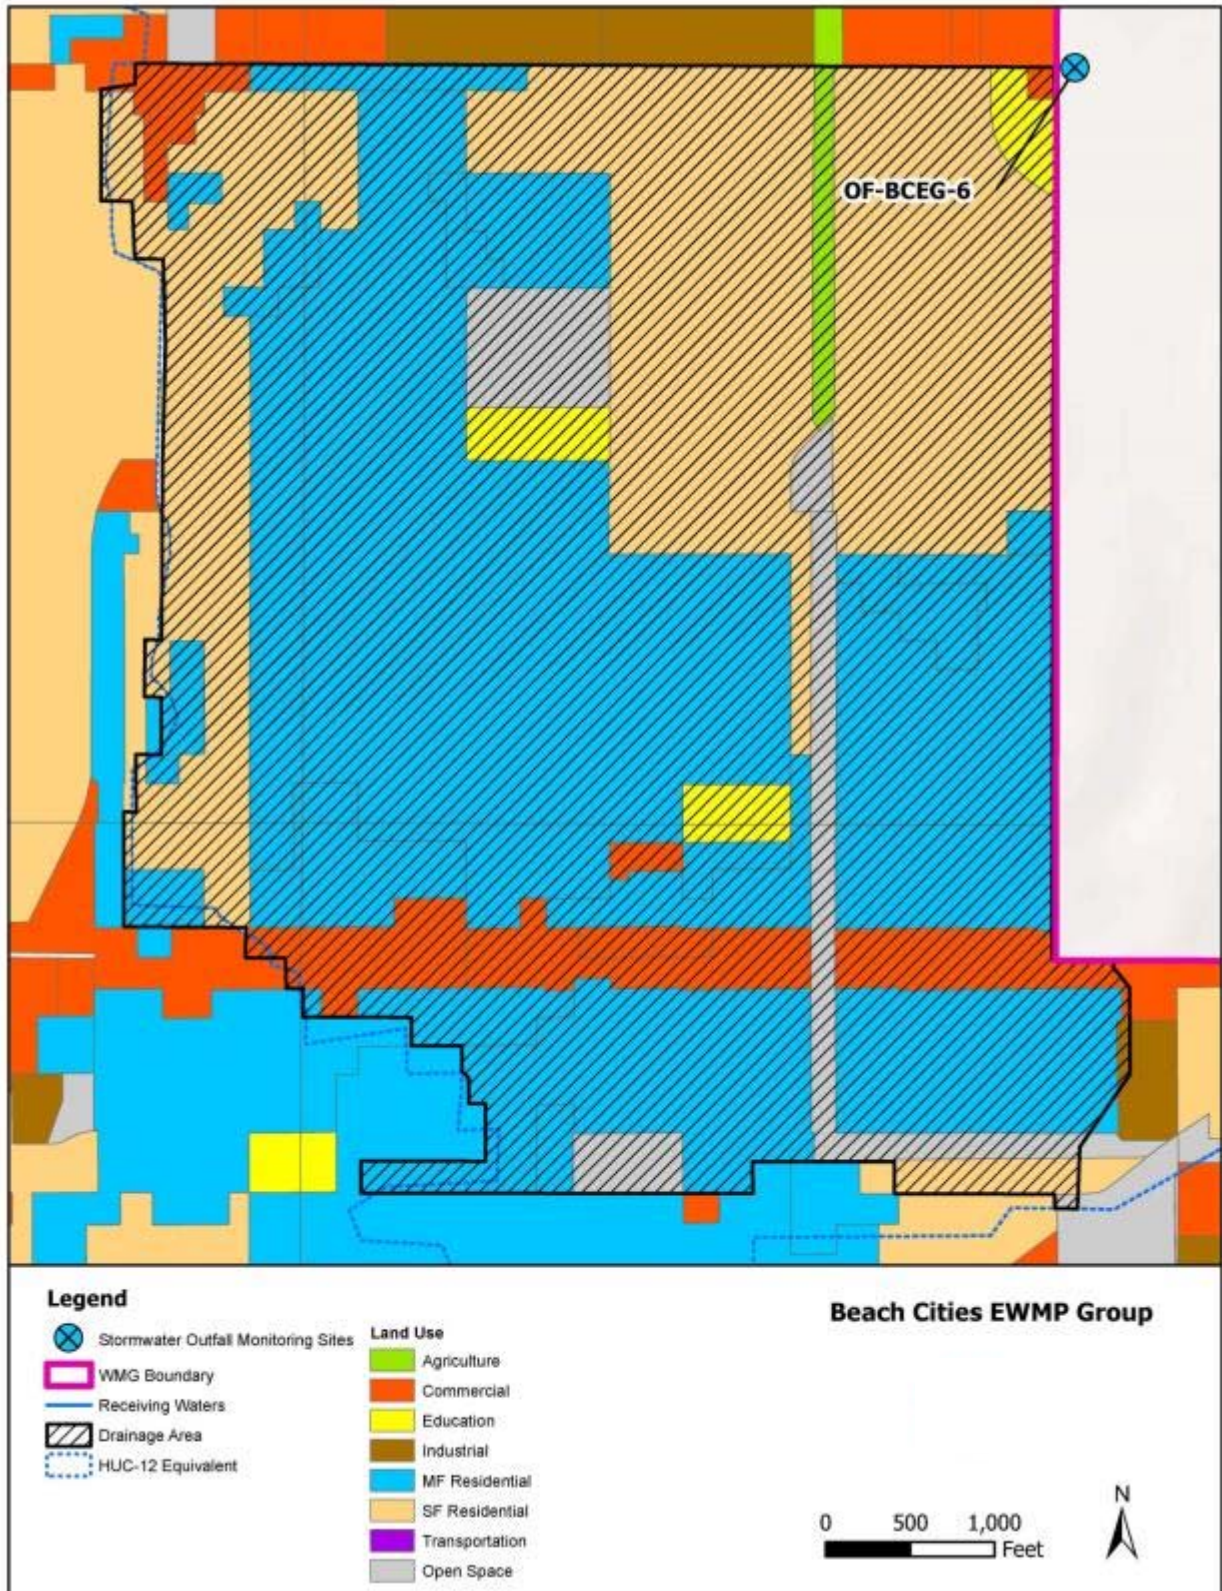 OF-BCEG-6
Legend
Stormwater Outfall Monitoring Sites
WMG Boundary
Receiving Waters
Drainage Area
HUC-12 Equivalent
Land Use
Agriculture
Commercial
Education
Industrial
MF Residential
SF Residential
Transportation
Open Space
Beach Cities EWMP Group
0 500 1,000
Feet
N